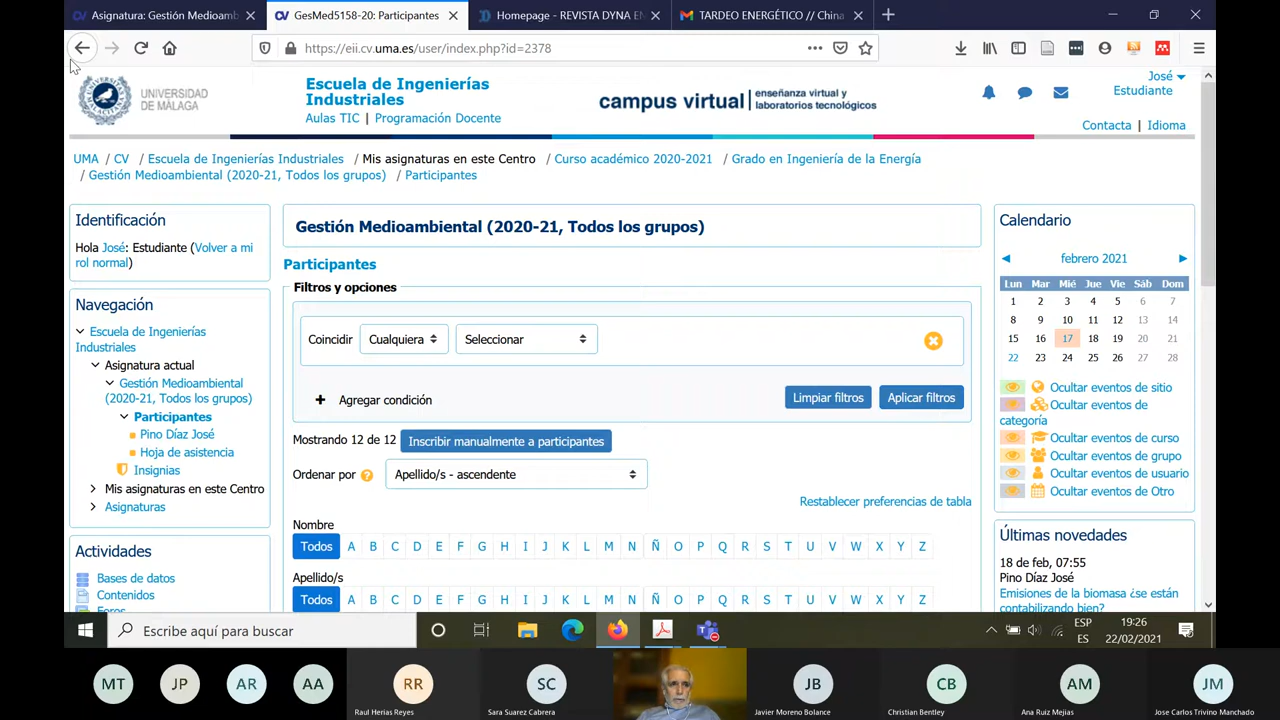 Asignatura: Gestión Medioamb
GesMed5158-20: Participantes
Homepage - REVISTA DYNA EN
TARDEO ENERGÉTICO // China
https://eii.cv.uma.es/user/index.php?id=2378
UNIVERSIDAD
DE MÁLAGA
Escuela de Ingenierías
Industriales
Aulas TIC | Programación Docente
campus virtual
enseñanza virtual y
laboratorios tecnológicos
José
Estudiante
Contacta | Idioma
UMA / CV / Escuela de Ingenierías Industriales / Mis asignaturas en este Centro / Curso académico 2020-2021 / Grado en Ingeniería de la Energía
/ Gestión Medioambiental (2020-21, Todos los grupos) / Participantes
Identificación
Hola José: Estudiante (Volver a mi
rol normal)
Navegación
Escuela de Ingenierías
Industriales
Asignatura actual
Gestión Medioambiental
(2020-21, Todos los grupos)
Participantes
Pino Díaz José
Hoja de asistencia
Insignias
Mis asignaturas en este Centro
Asignaturas
Actividades
Bases de datos
Contenidos
Foros
Gestión Medioambiental (2020-21, Todos los grupos)
Participantes
Filtros y opciones
Coincidir Cualquiera Seleccionar
Agregar condición
Limpiar filtros Aplicar filtros
Mostrando 12 de 12 Inscribir manualmente a participantes
Ordenar por Apellido/s - ascendente
Restablecer preferencias de tabla
Nombre
Todos A B C D E F G H I J K L M N Ñ O P Q R S T U V W X Y Z
Apellido/s
Todos A B C D E F G H I J K L M N Ñ O P Q R S T U V W X Y Z
Calendario
febrero 2021
Lun Mar Mié Jue Vie Sáb Dom
1 2 3 4 5 6 7
8 9 10 11 12 13 14
15 16 17 18 19 20 21
22 23 24 25 26 27 28
Ocultar eventos de sitio
Ocultar eventos de
categoría
Ocultar eventos de curso
Ocultar eventos de grupo
Ocultar eventos de usuario
Ocultar eventos de Otro
Últimas novedades
18 de feb, 07:55
Pino Díaz José
Emisiones de la biomasa ¿se están
contabilizando bien?
Escribe aquí para buscar
ESP
ES
19:26
22/02/2021
MT JP AR AA RR SC JB CB AM JM
Raul Herias Reyes
Sara Suarez Cabrera
Javier Moreno Bolance
Christian Bentley
Ana Ruiz Mejias
Jose Carlos Trivino Manchado